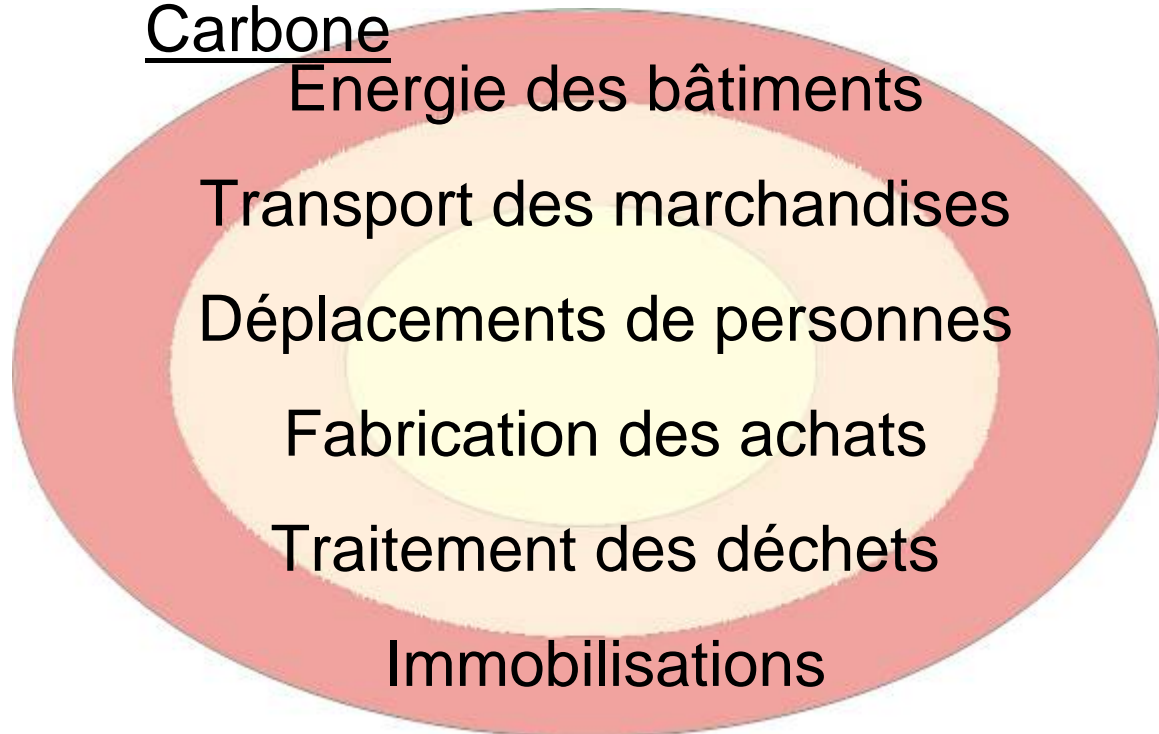 Carbone
Energie des bâtiments
Transport des marchandises
Déplacements de personnes
Fabrication des achats
Traitement des déchets
Immobilisations